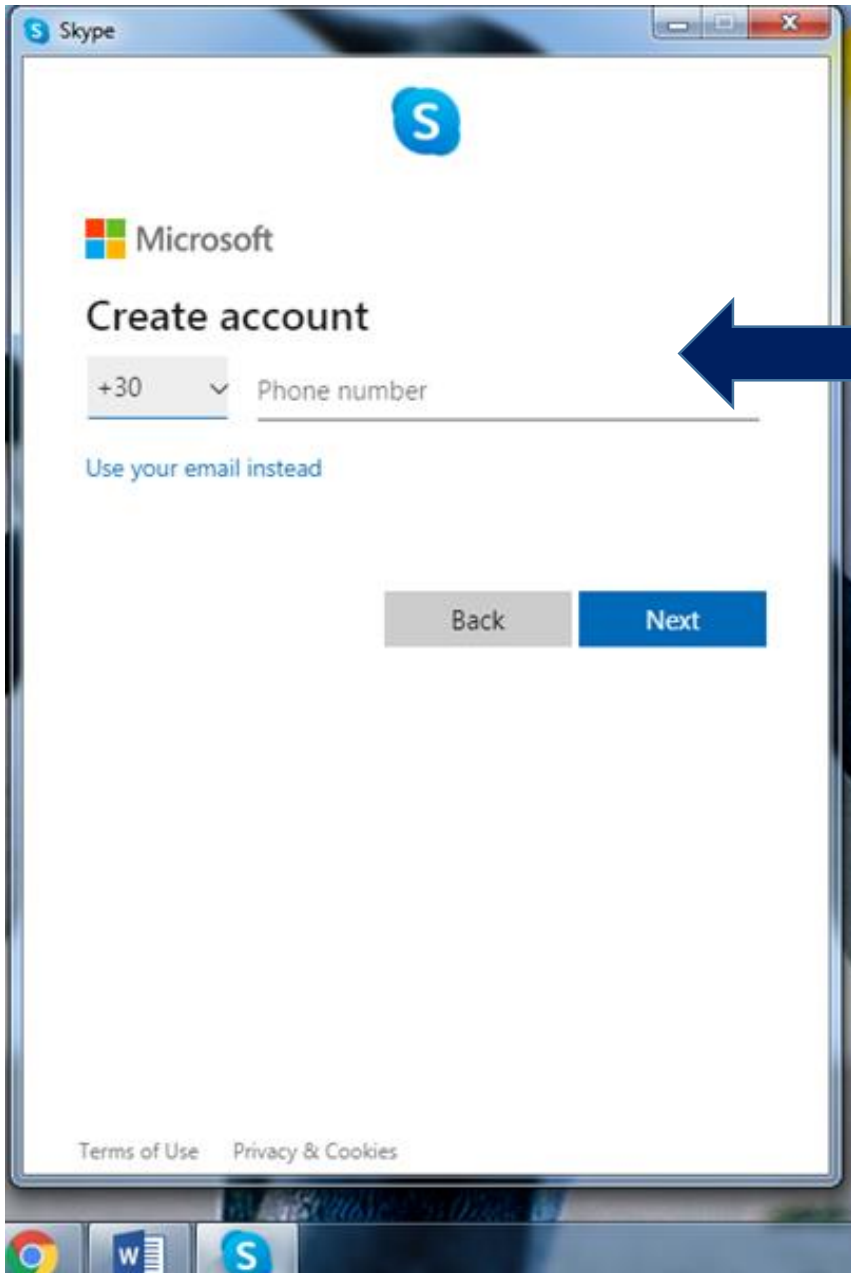 Skype
S
Microsoft
Create account
+30 Phone number
Use your email instead
Back Next
Terms of Use Privacy & Cookies
W S